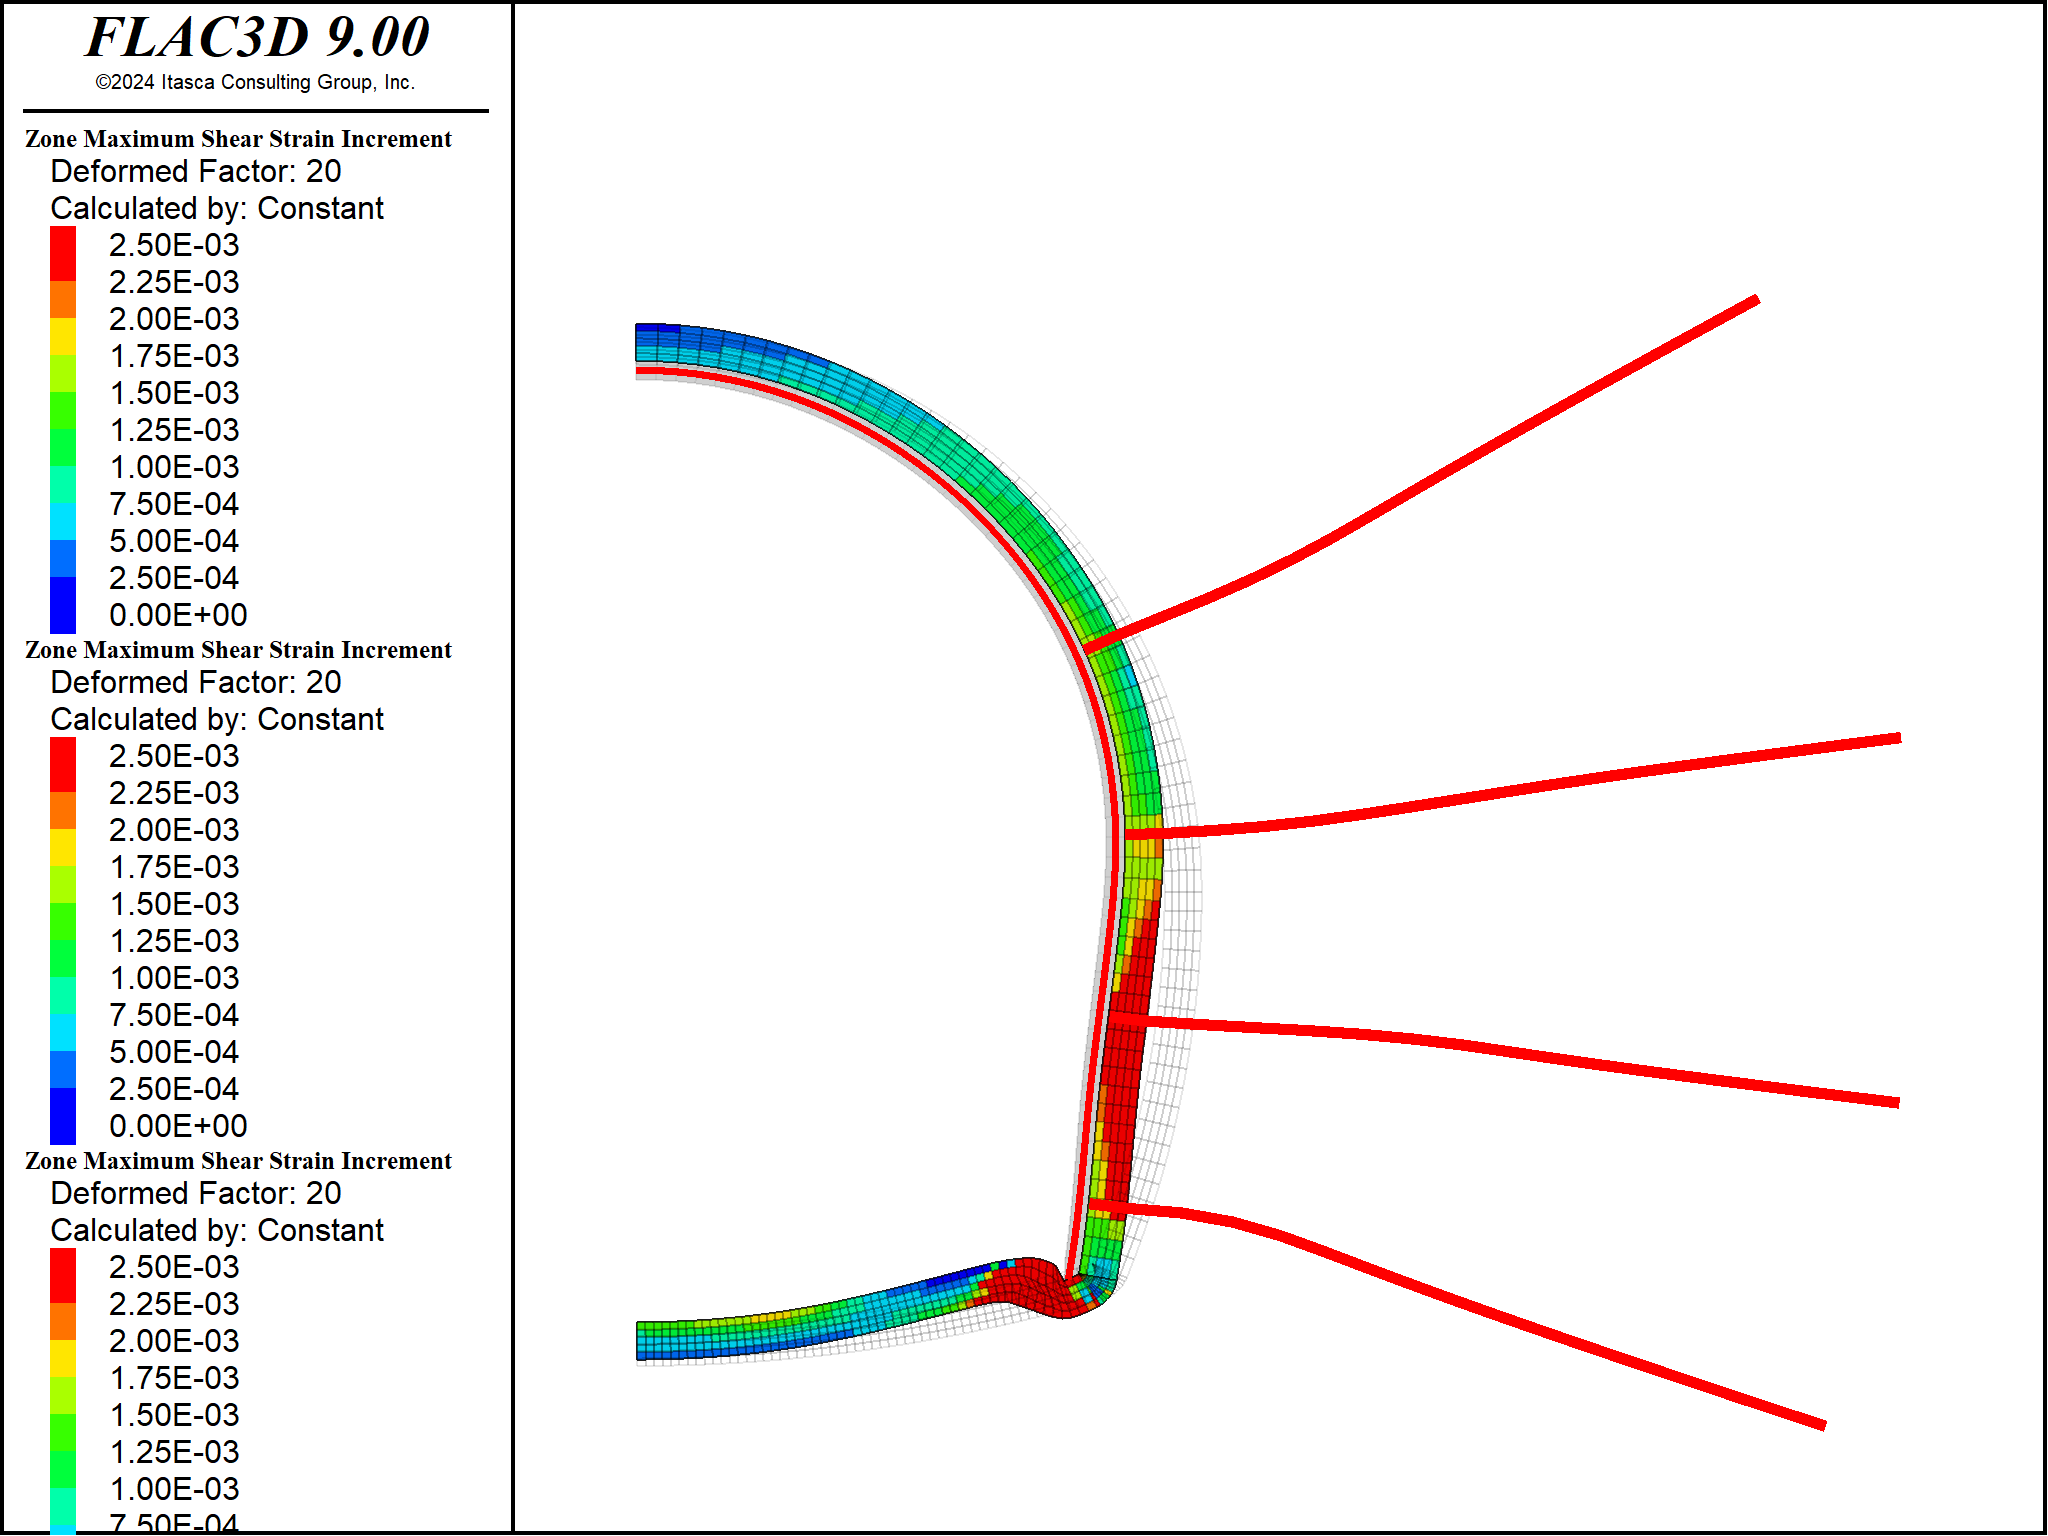 FLAC3D 9.00
©2024 Itasca Consulting Group, Inc.
Zone Maximum Shear Strain Increment
Deformed Factor: 20
Calculated by: Constant
2.50E-03
2.25E-03
2.00E-03
1.75E-03
1.50E-03
1.25E-03
1.00E-03
7.50E-04
5.00E-04
2.50E-04
0.00E+00
Zone Maximum Shear Strain Increment
Deformed Factor: 20
Calculated by: Constant
2.50E-03
2.25E-03
2.00E-03
1.75E-03
1.50E-03
1.25E-03
1.00E-03
7.50E-04
5.00E-04
2.50E-04
0.00E+00
Zone Maximum Shear Strain Increment
Deformed Factor: 20
Calculated by: Constant
2.50E-03
2.25E-03
2.00E-03
1.75E-03
1.50E-03
1.25E-03
1.00E-03
7.50E-04